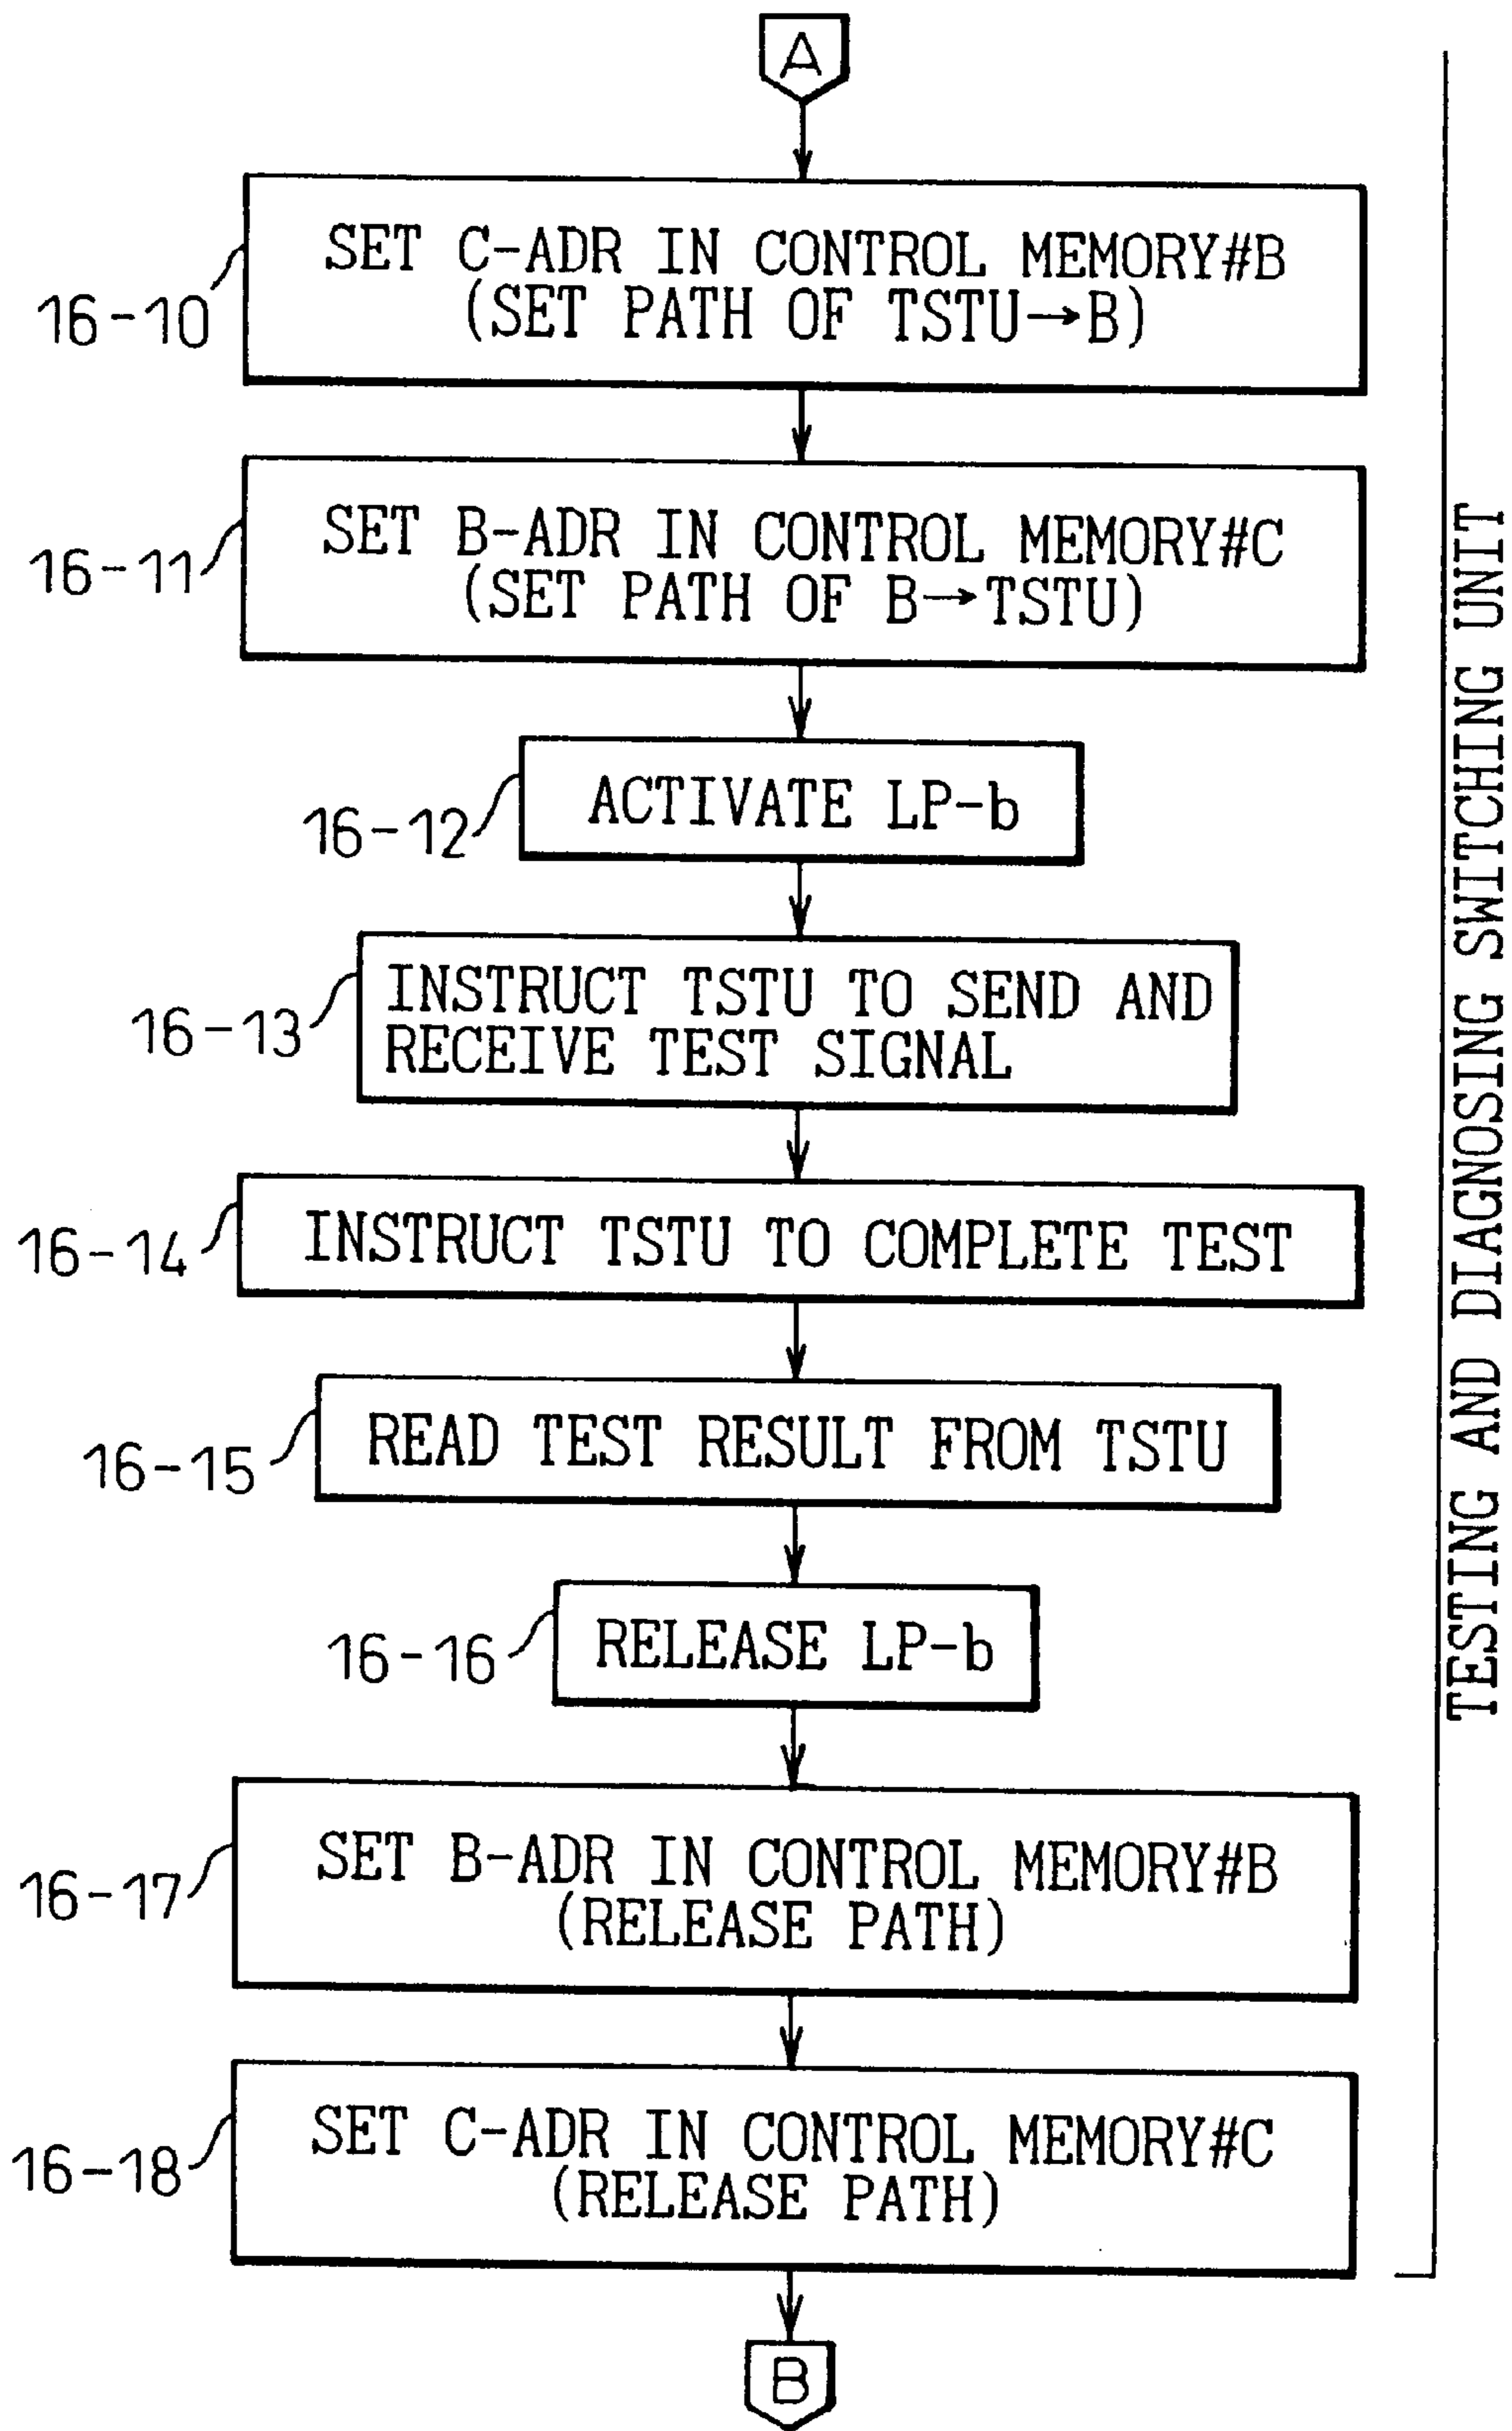 A
16-10
SET C-ADR IN CONTROL MEMORY#B
(SET PATH OF TSTU→B)
16-11
SET B-ADR IN CONTROL MEMORY#C
(SET PATH OF B→TSTU)
16-12
ACTIVATE LP-b
16-13
INSTRUCT TSTU TO SEND AND
RECEIVE TEST SIGNAL
16-14
INSTRUCT TSTU TO COMPLETE TEST
16-15
READ TEST RESULT FROM TSTU
16-16
RELEASE LP-b
16-17
SET B-ADR IN CONTROL MEMORY#B
(RELEASE PATH)
16-18
SET C-ADR IN CONTROL MEMORY#C
(RELEASE PATH)
B
TESTING AND DIAGNOSING SWITCHING UNIT